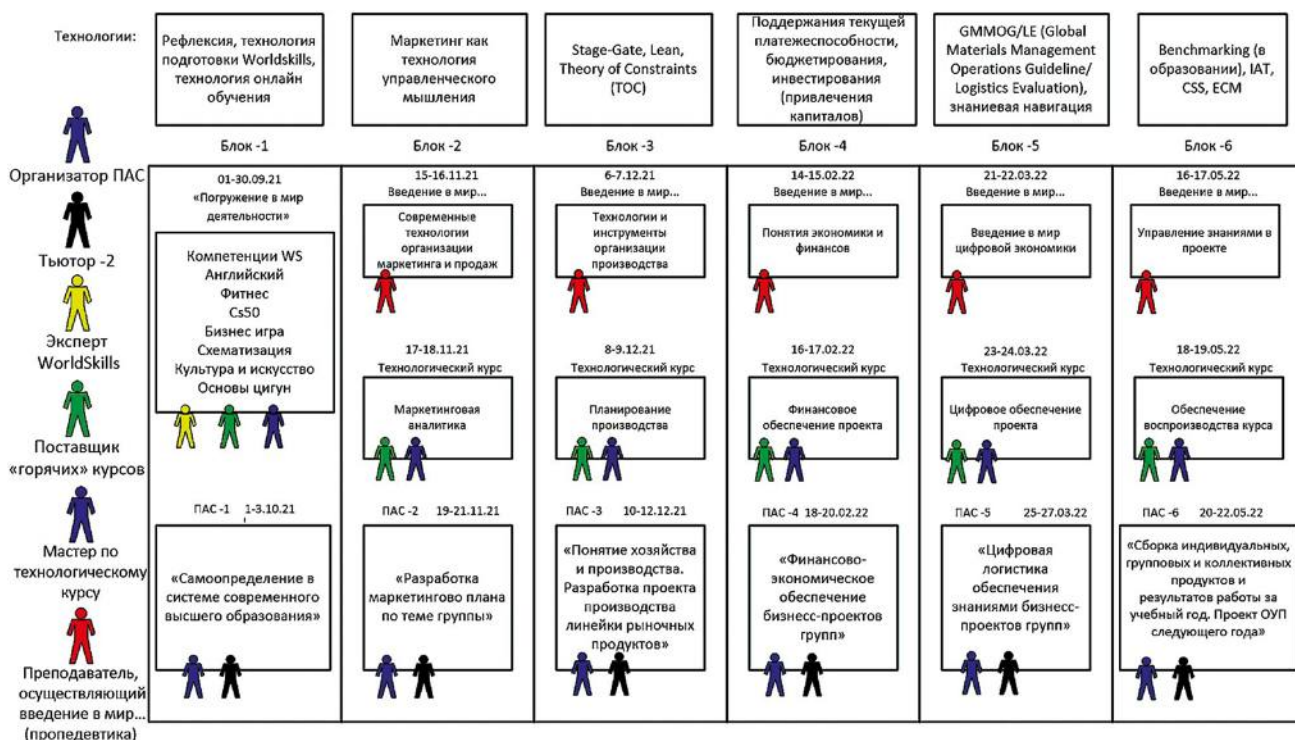 Технологии:
Рефлексия, технология
подготовки Worldskills,
технология онлайн
обучения
Маркетинг как
технология
управленческого
мышления
Stage-Gate, Lean,
Theory of Constraints
(TOC)
Поддержания текущей
платежеспособности,
бюджетирования,
инвестирования
(привлечения
капиталов)
GMMOG/LE (Global
Materials Management
Operations Guideline/
Logistics Evaluation),
знаниевая навигация
Benchmarking (в
образовании), IAT,
CSS, ECM
Организатор ПАС
Тьютор -2
Эксперт
WorldSkills
Поставщик
«горячих» курсов
Мастер по
технологическому
курсу
Преподаватель,
осуществляющий
введение в мир...
(пропедевтика)
Блок -1
01-30.09.21
«Погружение в мир
деятельности»
Компетенции WS
Английский
Фитнес
Cs50
Бизнес игра
Схематизация
Культура и искусство
Основы цигун
ПАС -1 1-3.10.21
«Самоопределение в
системе современного
высшего образования»
Блок -2
15-16.11.21
Введение в мир...
Современные
технологии
организации
маркетинга и продаж
17-18.11.21
Технологический курс
Маркетинговая
аналитика
ПАС -2 19-21.11.21
«Разработка
маркетингово плана
по теме группы»
Блок -3
6-7.12.21
Введение в мир...
Технологии и
инструменты
организации
производства
8-9.12.21
Технологический курс
Планирование
производства
ПАС -3 10-12.12.21
«Понятие хозяйства
и производства.
Разработка проекта
производства
линейки рыночных
продуктов»
Блок -4
14-15.02.22
Введение в мир...
Понятия экономики и
финансов
16-17.02.22
Технологический курс
Финансовое
обеспечение проекта
ПАС -4 18-20.02.22
«Финансово-
экономическое
обеспечение
бизнес-проектов
групп»
Блок -5
21-22.03.22
Введение в мир...
Введение в мир
цифровой экономики
23-24.03.22
Технологический курс
Цифровое обеспечение
проекта
ПАС -5 25-27.03.22
«Цифровая
логистика
обеспечения
знаниями бизнесс-
проектов групп»
Блок -6
16-17.05.22
Введение в мир...
Управление знаниями в
проекте
18-19.05.22
Технологический курс
Обеспечение
воспроизводства курса
ПАС -6 20-22.05.22
«Сборка индивидуальных,
групповых и коллективных
продуктов и
результатов работы за
учебный год. Проект ОУП
следующего года»